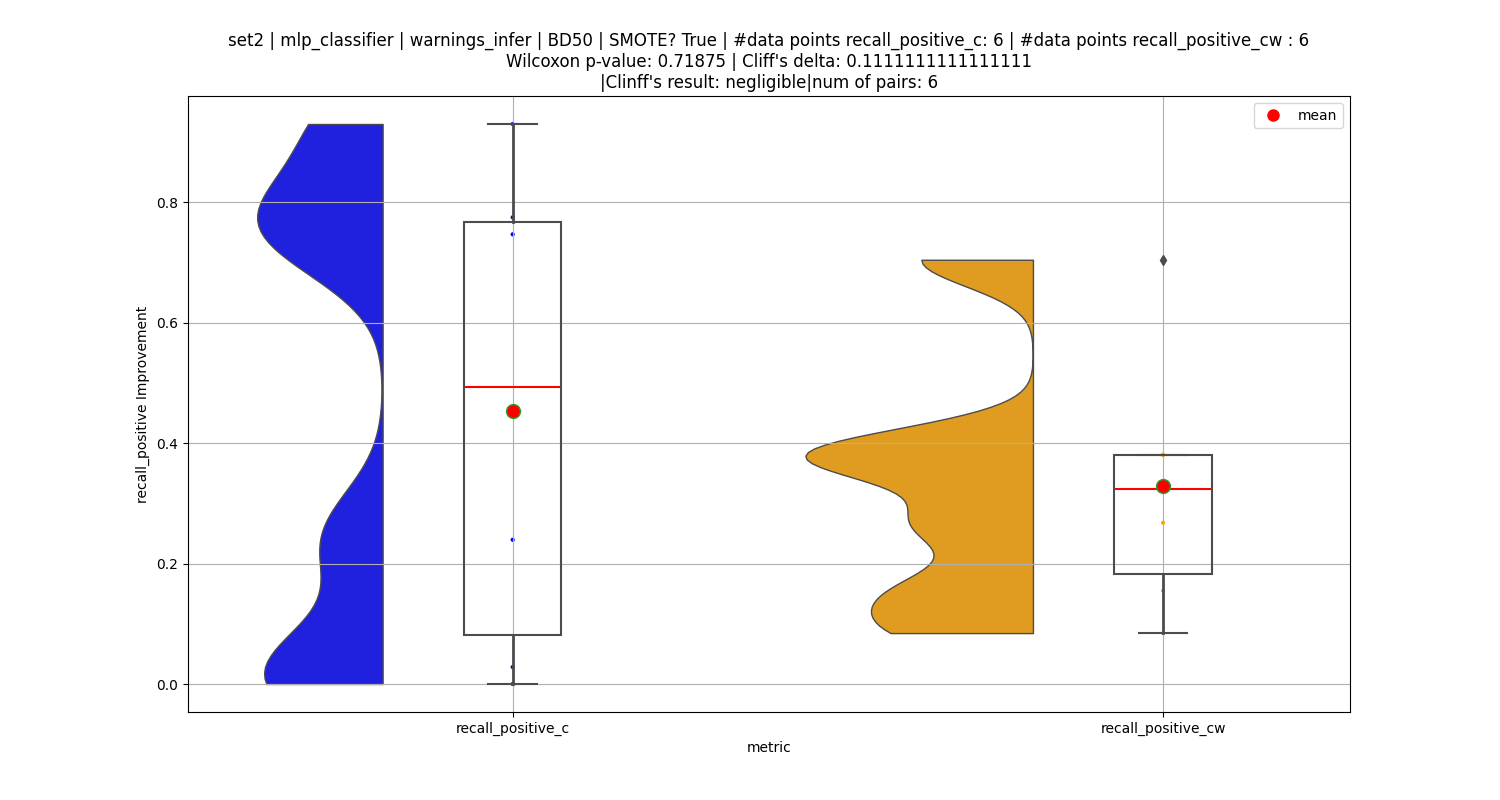 set2 | mlp_classifier | warnings_infer | BD50 | SMOTE? True | #data points recall_positive_c: 6 | #data points recall_positive_cw : 6
Wilcoxon p-value: 0.71875 | Cliff's delta: 0.1111111111111111
|Clinff's result: negligible|num of pairs: 6
mean
0.8
0.6
0.4
0.2
0.0
recall_positive Improvement
recall_positive_c
recall_positive_cw
metric